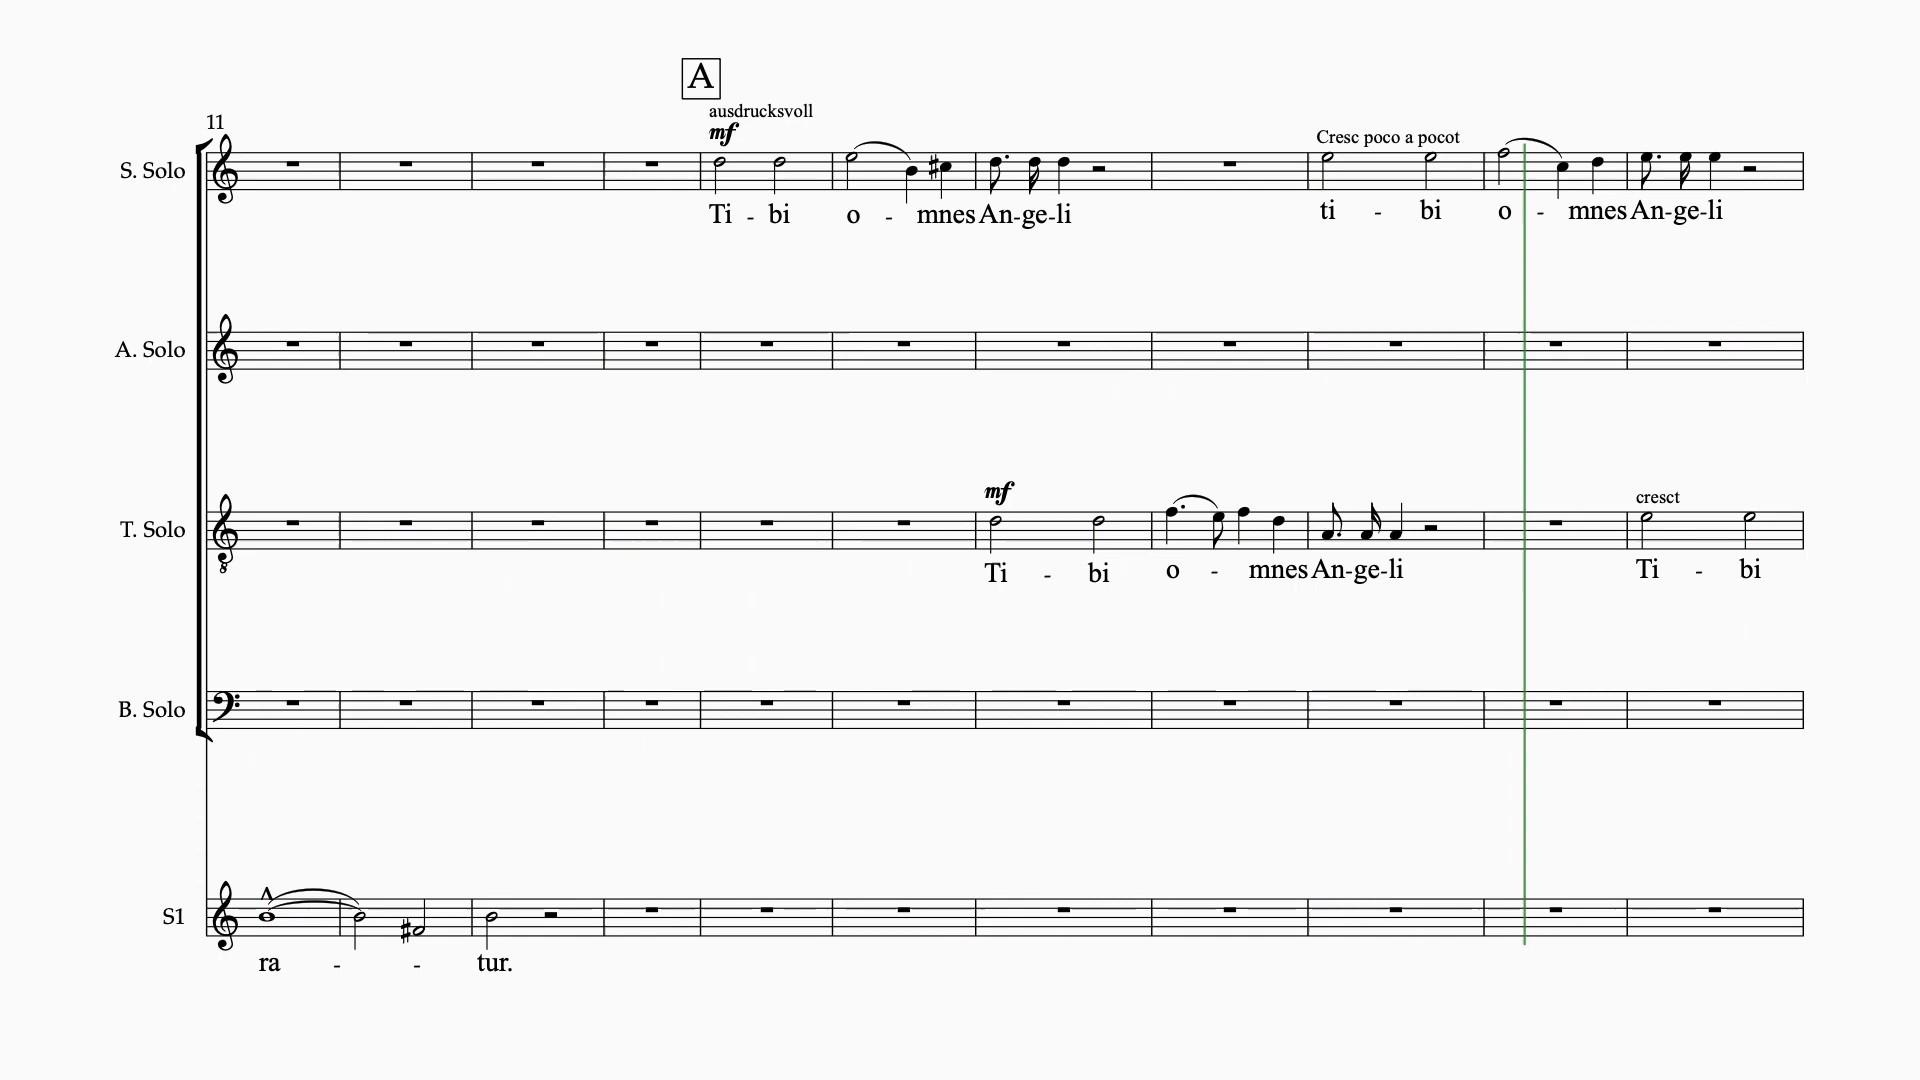 A
ausdrucksvoll
11
mf
Cresc poco a pocot
S. Solo
Ti - bi o - mnes An-ge-li ti - bi o - mnes An-ge-li
A. Solo
mf
cresct
T. Solo
Ti - bi o - mnes An-ge-li Ti - bi
B. Solo
S1
ra - - tur.